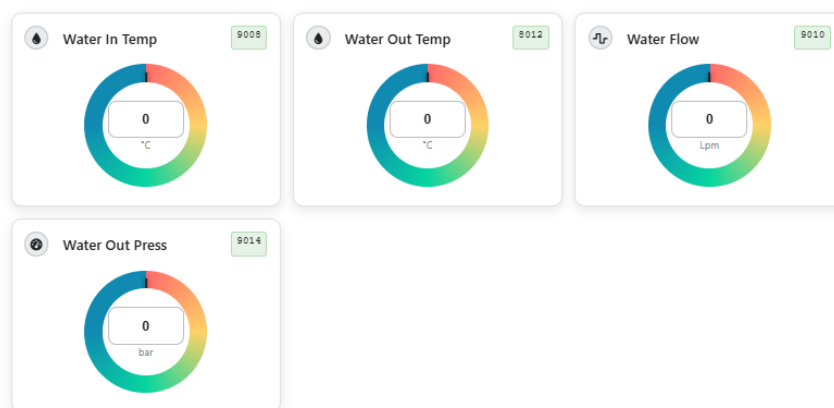 Water In Temp
9008
0
°C
Water Out Temp
8012
0
°C
Water Flow
9010
0
Lpm
Water Out Press
9014
0
bar